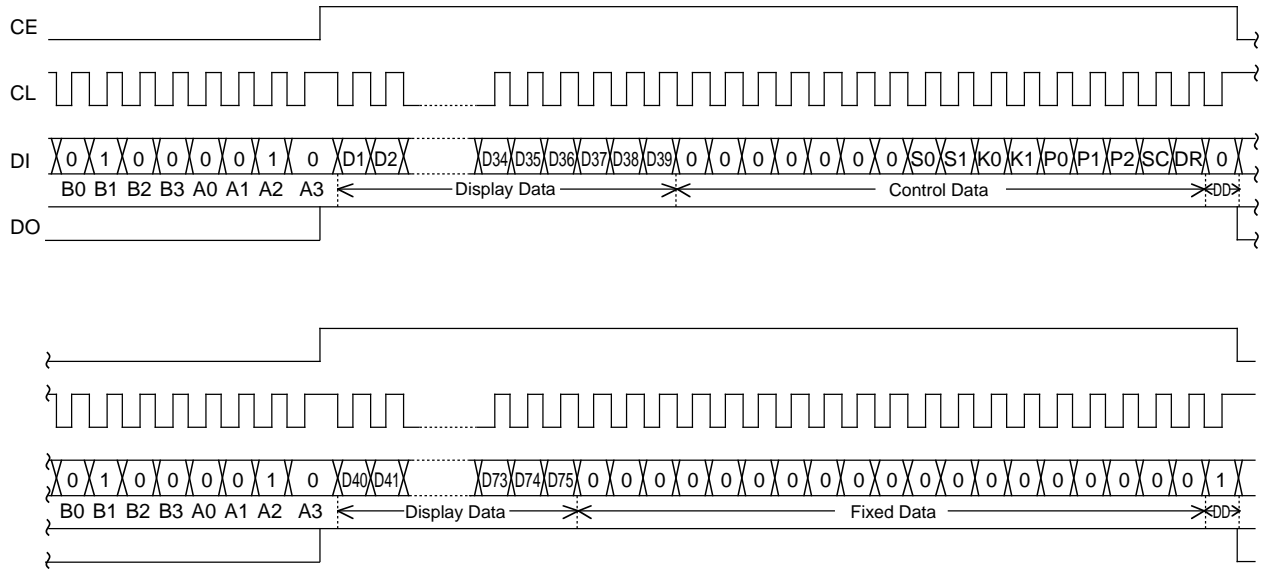 CE
CL
DI 0 1 0 0 0 0 1 0 D1 D2 D34 D35 D36 D37 D38 D39 0 0 0 0 0 0 0 S0 S1 K0 K1 P0 P1 P2 SC DR 0
B0 B1 B2 B3 A0 A1 A2 A3 Display Data Control Data DD
DO
0 1 0 0 0 0 1 0 D40 D41 D73 D74 D75 0 0 0 0 0 0 0 0 0 0 0 0 0 0 0 0 0 0 0 1
B0 B1 B2 B3 A0 A1 A2 A3 Display Data Fixed Data DD